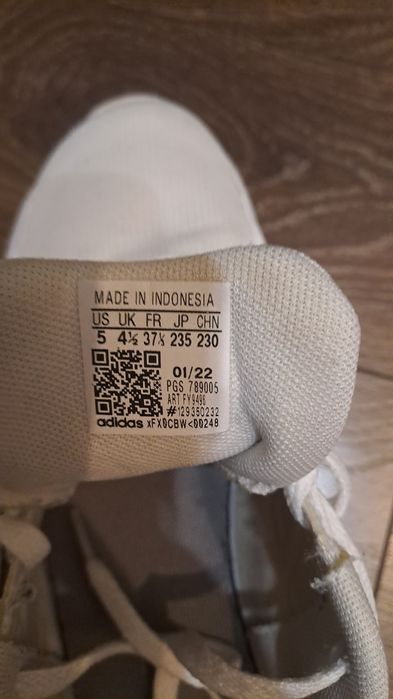 MADE IN INDONESIA
US UK FR JP CHN
5 4½ 37⅓ 235 230
01/22
PGS 789005
ART FY9496
#129350232
adidas xFX0CBW<00248